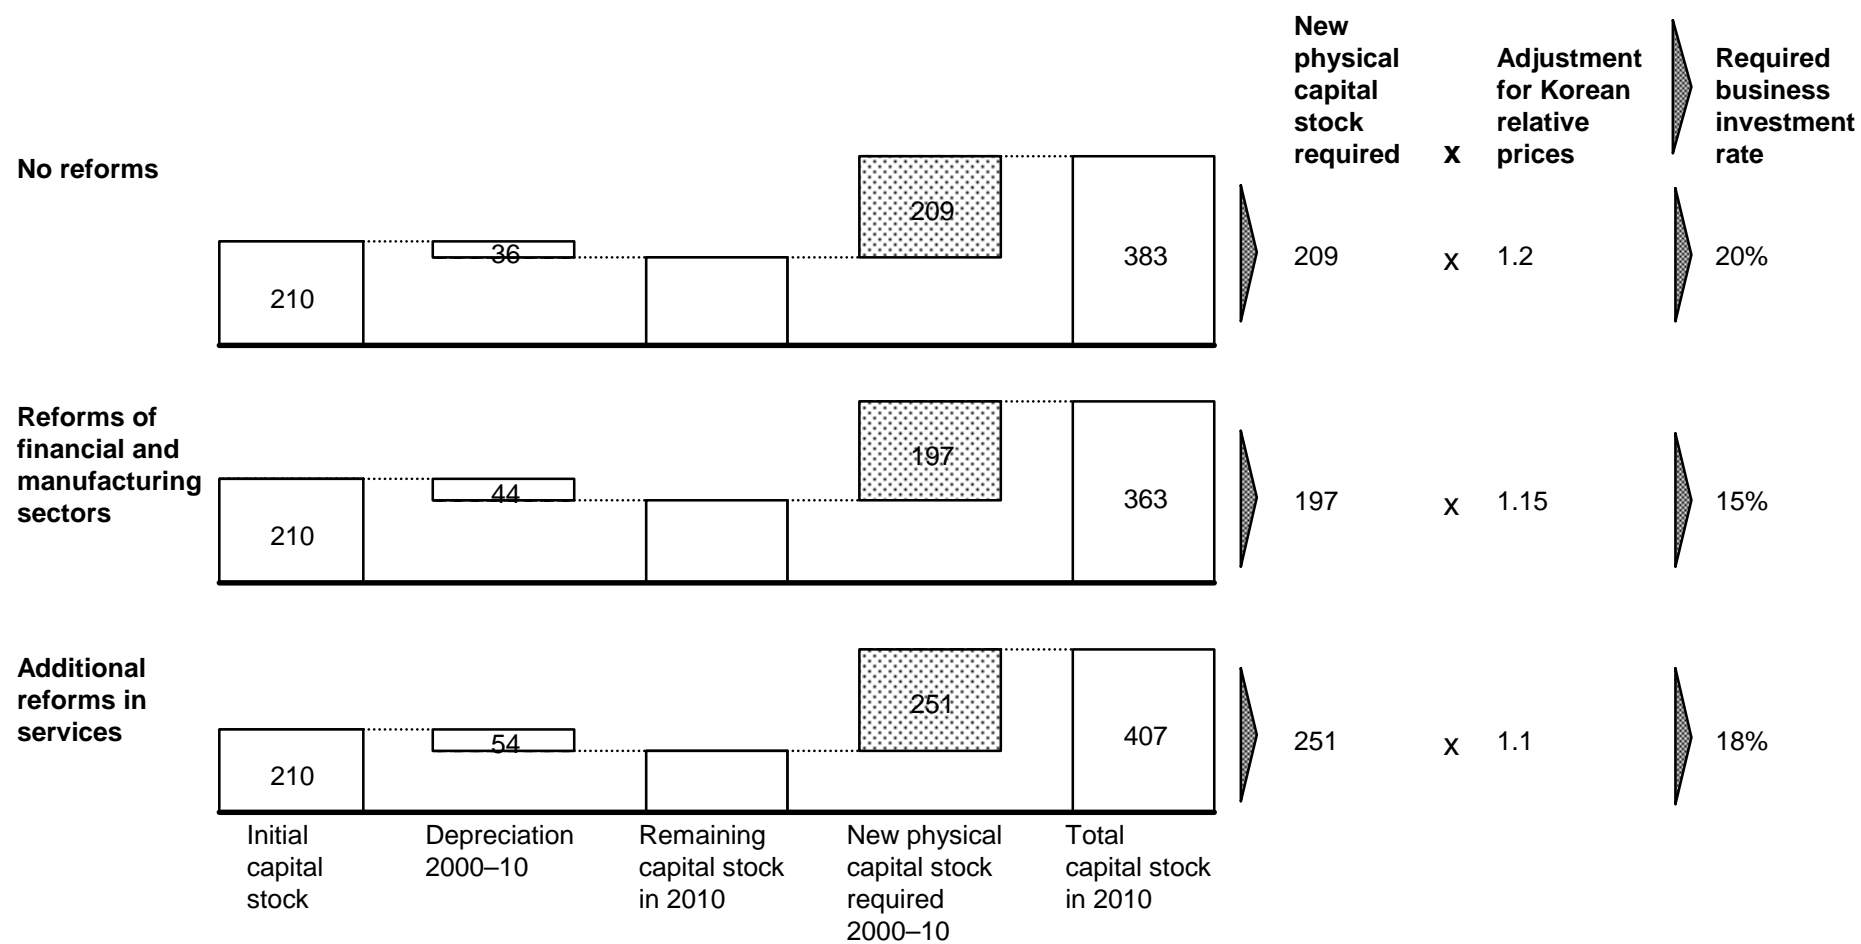 New
physical
capital
stock
required
x
Adjustment
for Korean
relative
prices
Required
business
investment
rate
No reforms
210
36
209
383
209
x
1.2
20%
Reforms of
financial and
manufacturing
sectors
210
44
197
363
197
x
1.15
15%
Additional
reforms in
services
210
54
251
407
251
x
1.1
18%
Initial
capital
stock
Depreciation
2000–10
Remaining
capital stock
in 2010
New physical
capital stock
required
2000–10
Total
capital stock
in 2010